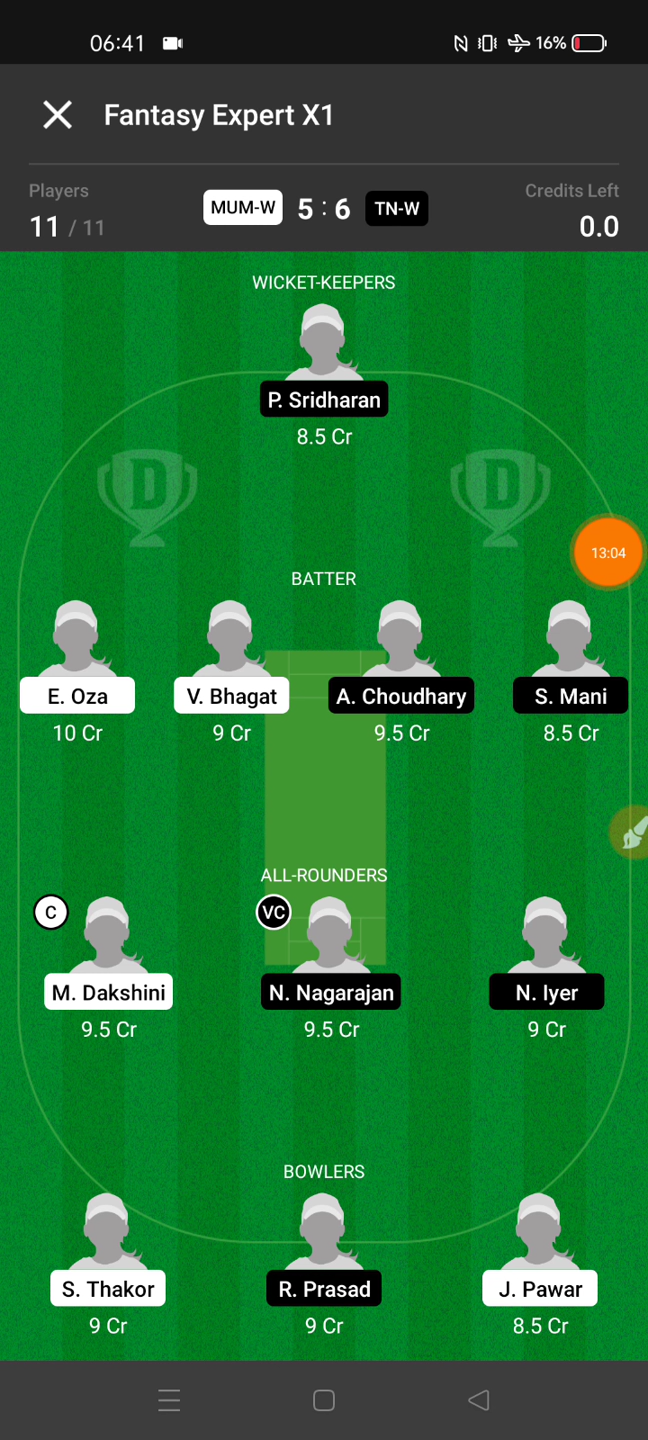 06:41 16%
Fantasy Expert X1
Players Credits Left
11 / 11 MUM-W 5 : 6 TN-W 0.0
WICKET-KEEPERS
P. Sridharan
8.5 Cr
D D
13:04
BATTER
E. Oza V. Bhagat A. Choudhary S. Mani
10 Cr 9 Cr 9.5 Cr 8.5 Cr
ALL-ROUNDERS
C VC
M. Dakshini N. Nagarajan N. Iyer
9.5 Cr 9.5 Cr 9 Cr
BOWLERS
S. Thakor R. Prasad J. Pawar
9 Cr 9 Cr 8.5 Cr